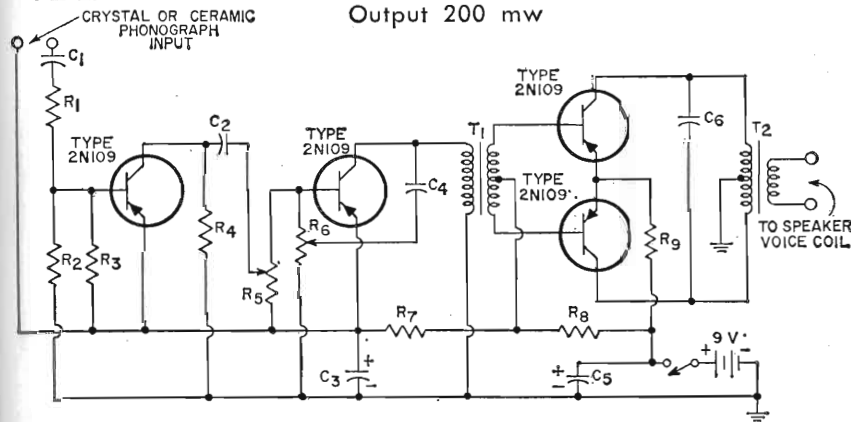 Output 200 mw
CRYSTAL OR CERAMIC
PHONOGRAPH
INPUT
C1
R1
TYPE
2N109
C2
TYPE
2N109
T1
TYPE
2N109
C6
T2
C4
TYPE
2N109
R2
R3
R4
R5
R6
R9
TO SPEAKER
VOICE COIL
R7
R8
C3
+
-
+
-
C5
+
9 V
-